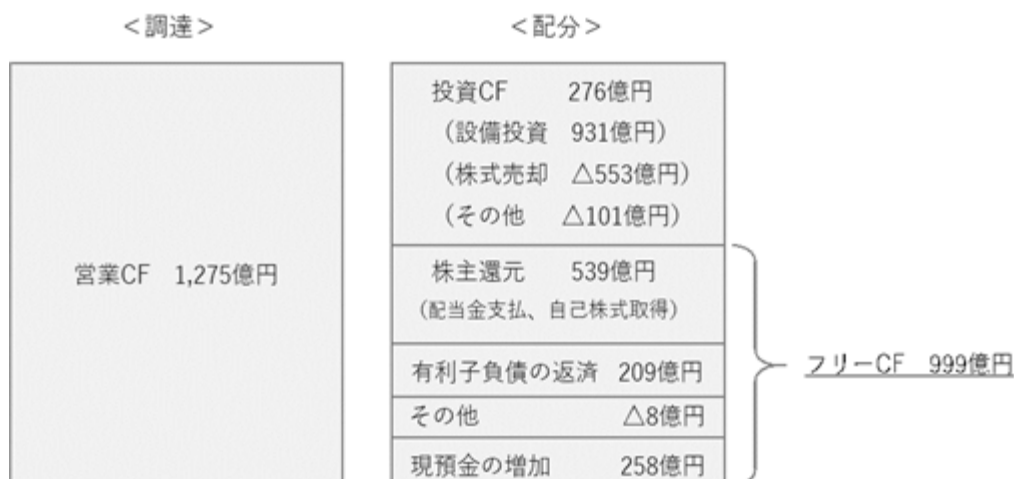 ＜調達＞
＜配分＞
営業CF 1,275億円
投資CF 276億円
（設備投資 931億円）
（株式売却 △553億円）
（その他 △101億円）
株主還元 539億円
（配当金支払、自己株式取得）
有利子負債の返済 209億円
その他 △8億円
現預金の増加 258億円
フリーCF 999億円